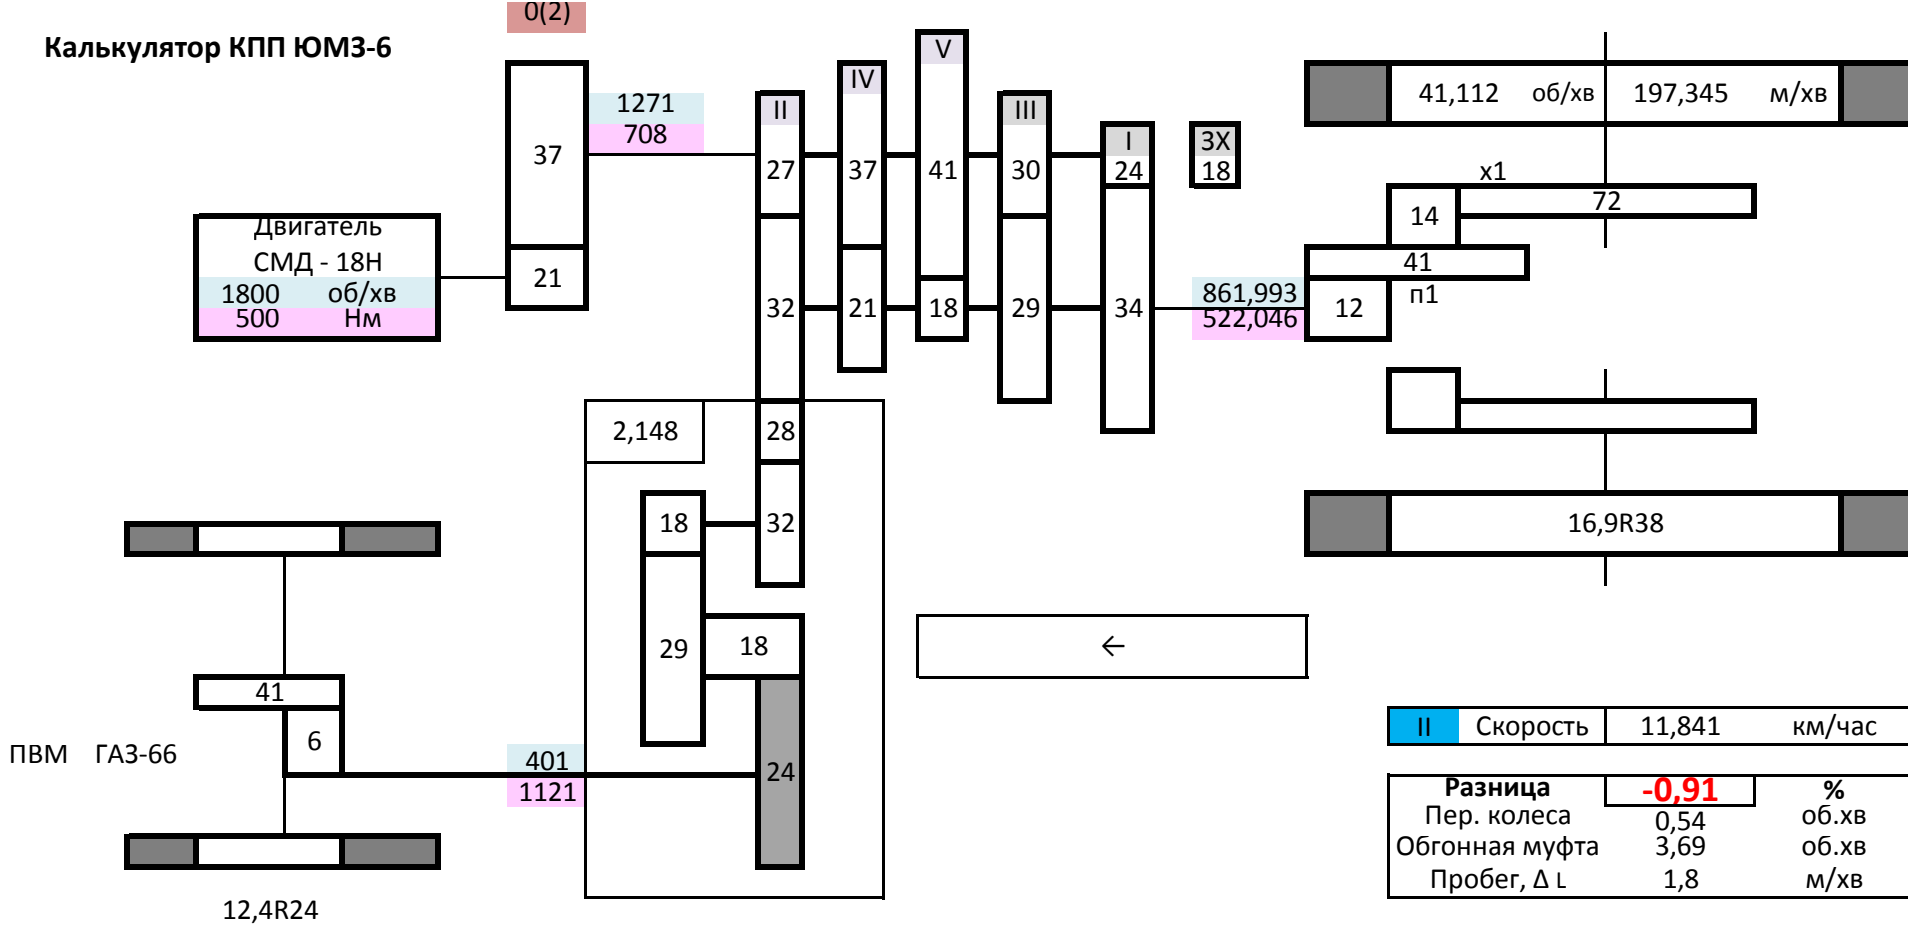 0(2)
Калькулятор КПП ЮМЗ-6
V
IV
II
III
I
ЗХ
1271
708
37
27
37
41
30
24
18
41,112 об/хв 197,345 м/хв
х1
72
14
Двигатель
СМД - 18Н
1800 об/хв
500 Нм
21
32
21
18
29
34
861,993
522,046
41
12
п1
2,148
28
18
32
16,9R38
29
18
←
41
6
ПВМ ГАЗ-66
401
1121
24
II Скорость 11,841 км/час
Разница -0,91 %
Пер. колеса 0,54 об.хв
Обгонная муфта 3,69 об.хв
Пробег, Δ L 1,8 м/хв
12,4R24